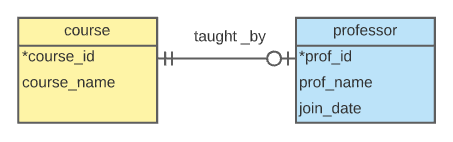 course
*course_id
course_name
taught _by
professor
*prof_id
prof_name
join_date